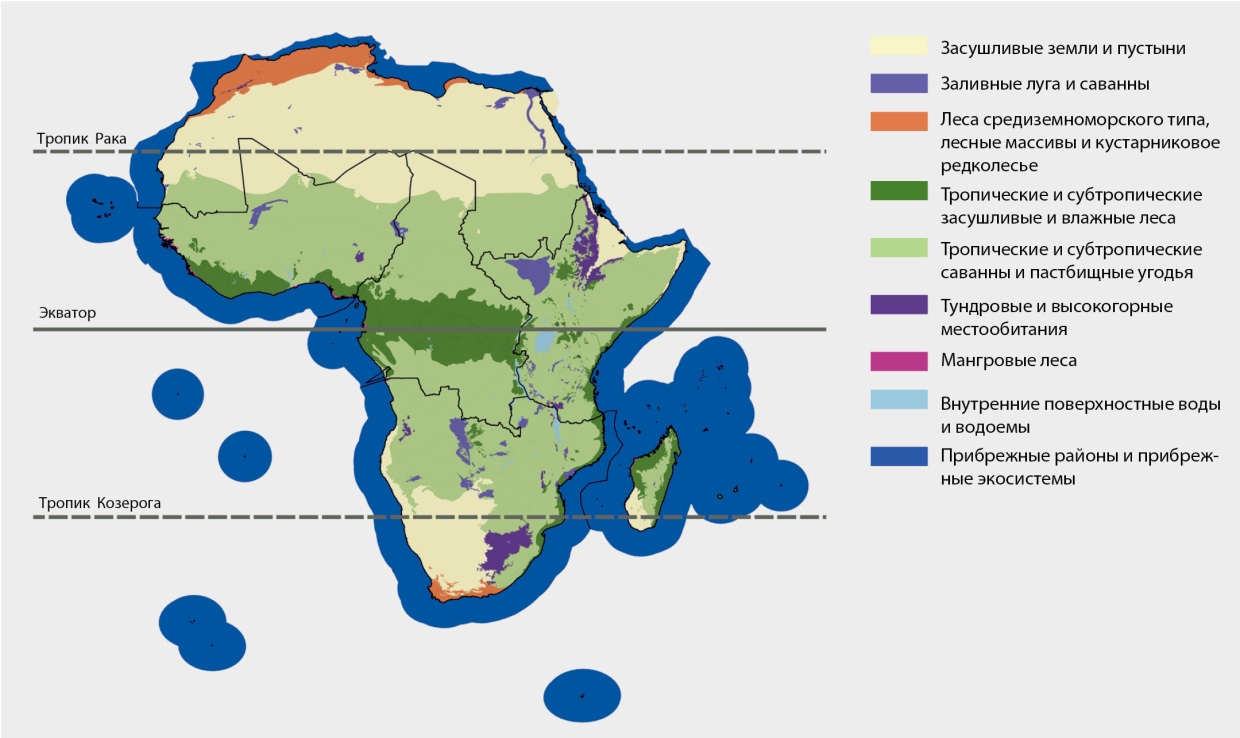 Тропик Рака
Экватор
Тропик Козерога
Засушливые земли и пустыни
Заливные луга и саванны
Леса средиземноморского типа,
лесные массивы и кустарниковое
редколесье
Тропические и субтропические
засушливые и влажные леса
Тропические и субтропические
саванны и пастбищные угодья
Тундровые и высокогорные
местообитания
Мангровые леса
Внутренние поверхностные воды
и водоемы
Прибрежные районы и прибреж-
ные экосистемы